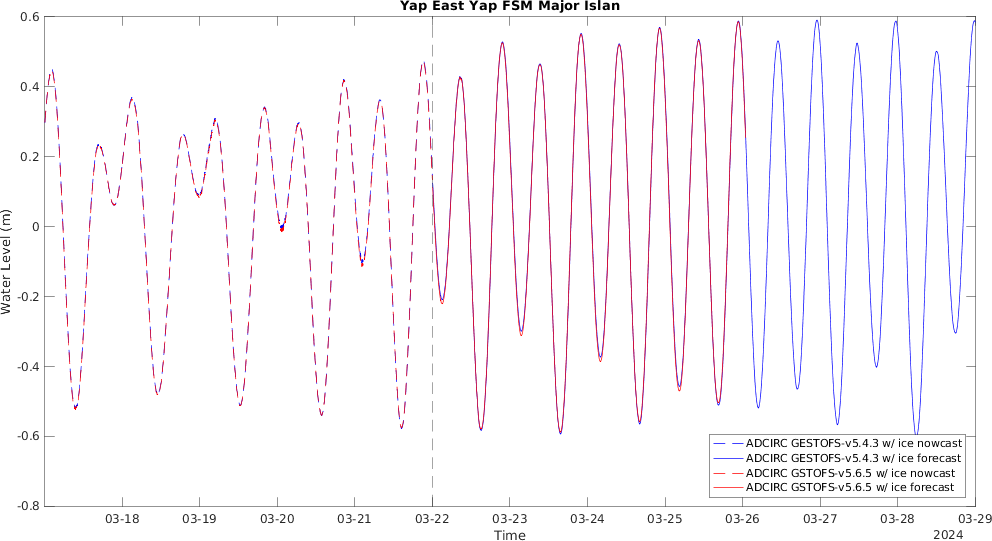 Yap East Yap FSM Major Islan
Water Level (m)
0.6
0.4
0.2
0
-0.2
-0.4
-0.6
-0.8
ADCIRC GESTOFS-v5.4.3 w/ ice nowcast
ADCIRC GESTOFS-v5.4.3 w/ ice forecast
ADCIRC GSTOFS-v5.6.5 w/ ice nowcast
ADCIRC GSTOFS-v5.6.5 w/ ice forecast
03-18 03-19 03-20 03-21 03-22 03-23 03-24 03-25 03-26 03-27 03-28 03-29
Time
2024